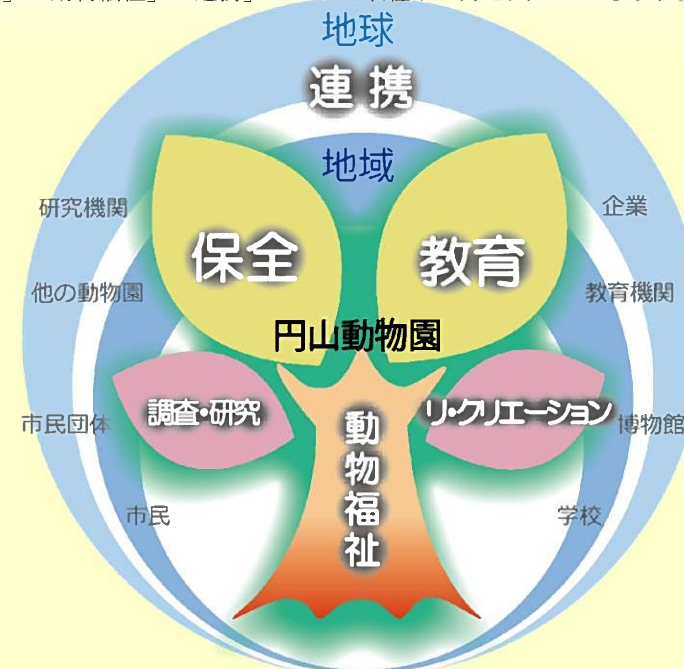 地球
連携
地域
研究機関
企業
保全
教育
他の動物園
教育機関
円山動物園
調査・研究
リ・クリエーション
市民団体
博物館
動物福祉
市民
学校